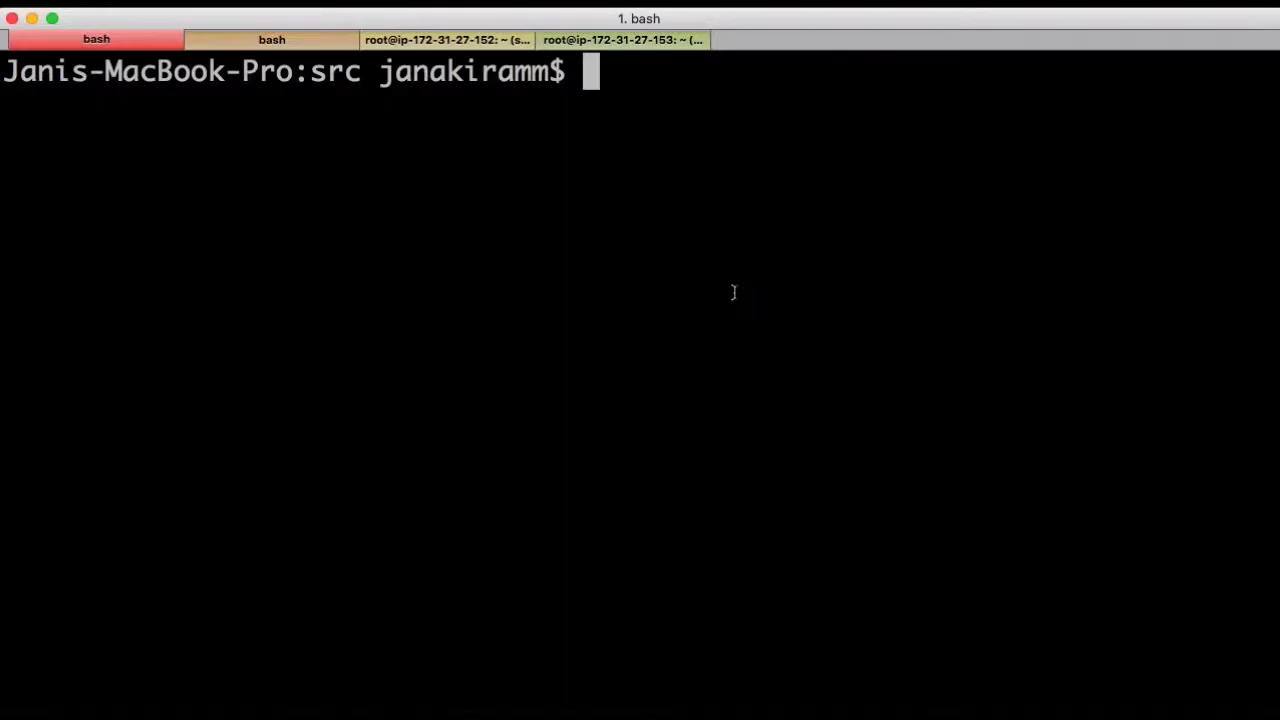 1. bash
bash
bash
root@ip-172-31-27-152: ~ (s...
root@ip-172-31-27-153: ~ (...
Janis-MacBook-Pro:src janakiramm$